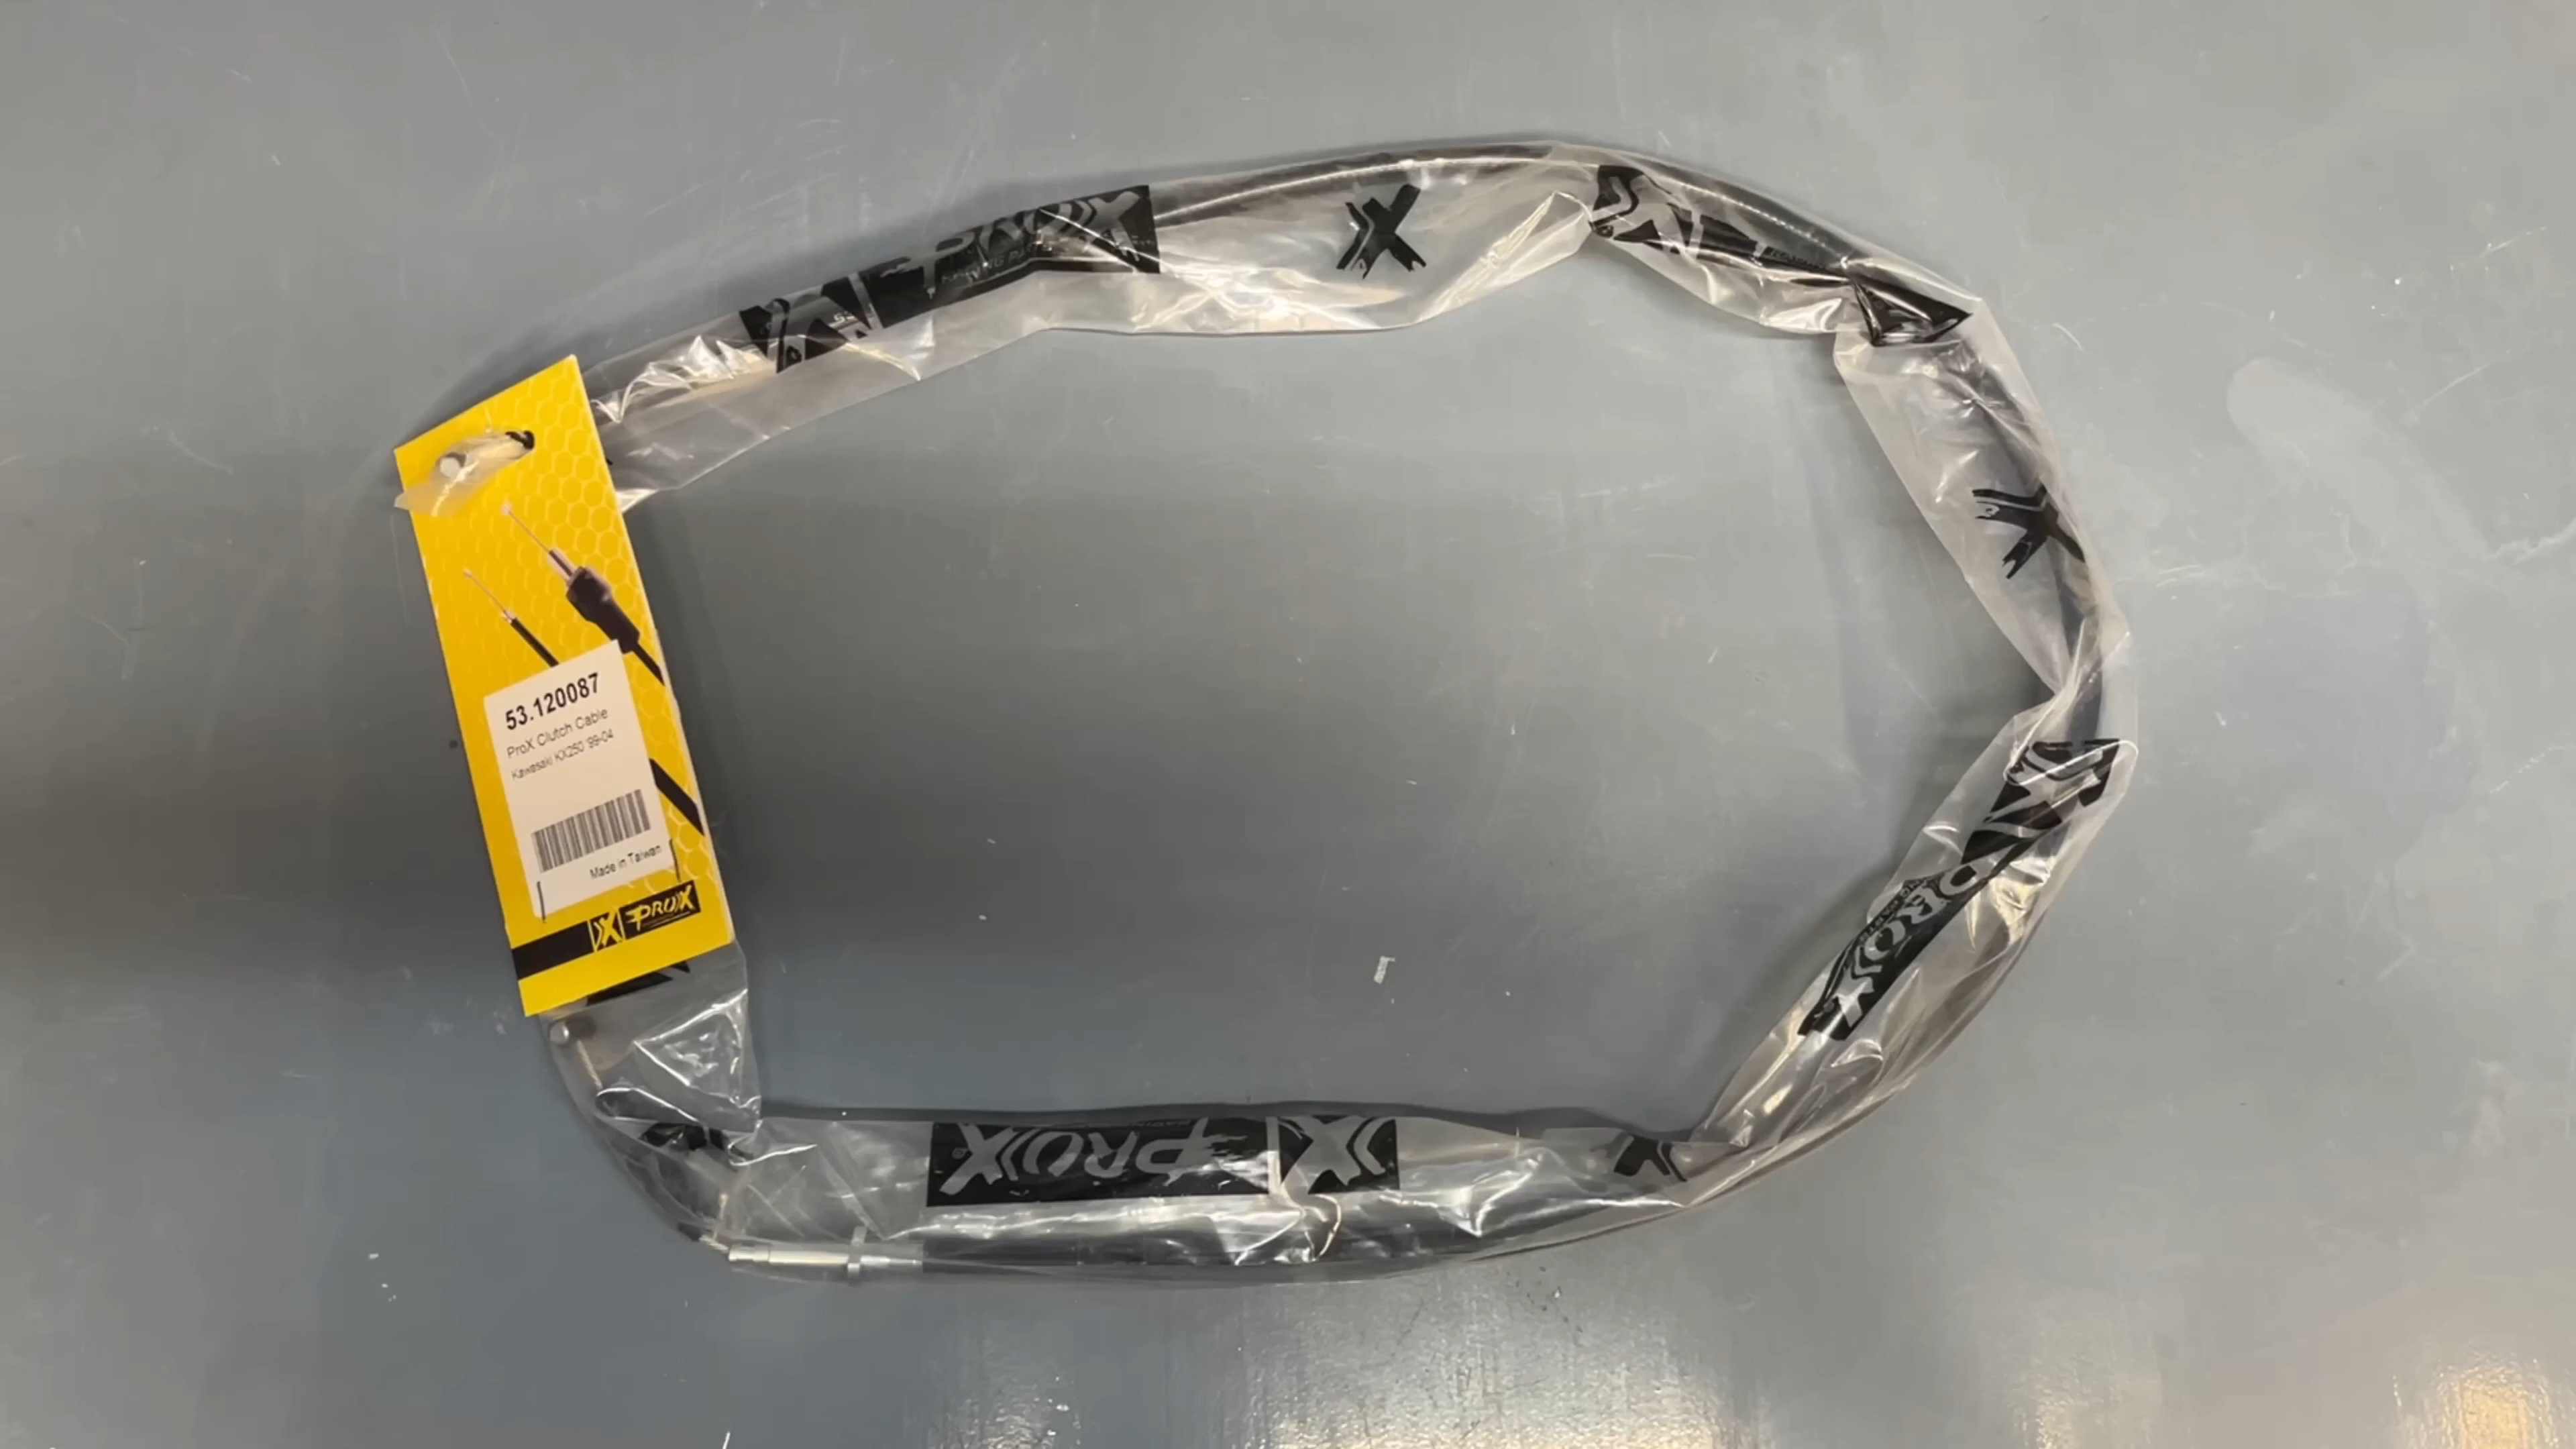 PROX
53.120087
ProX Clutch Cable
Kawasaki KX250 '99-04
Made in Taiwan
PROX
PROX
PROX